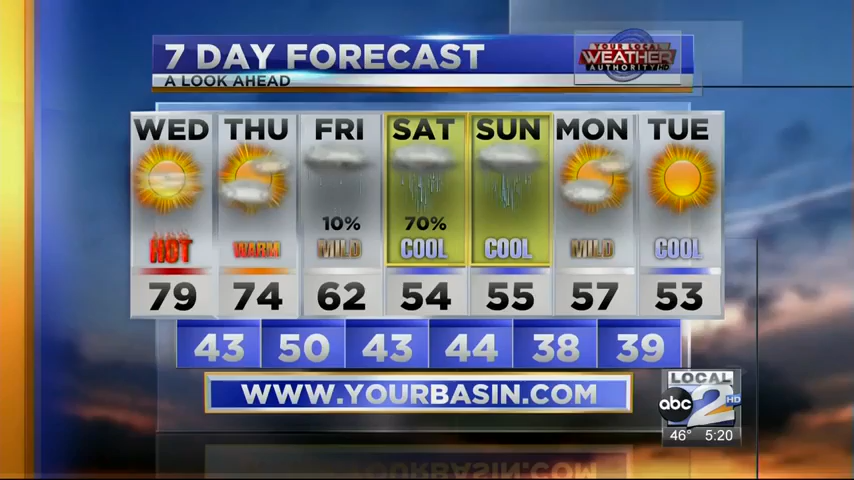 7 DAY FORECAST
A LOOK AHEAD
YOUR LOCAL
WEATHER
AUTHORITY HD
WED THU FRI SAT SUN MON TUE
10% 70%
HOT WARM MILD COOL COOL MILD COOL
79 74 62 54 55 57 53
43 50 43 44 38 39
WWW.YOURBASIN.COM
LOCAL
abc 2 HD
46° 5:20
YOURBASIN.COM